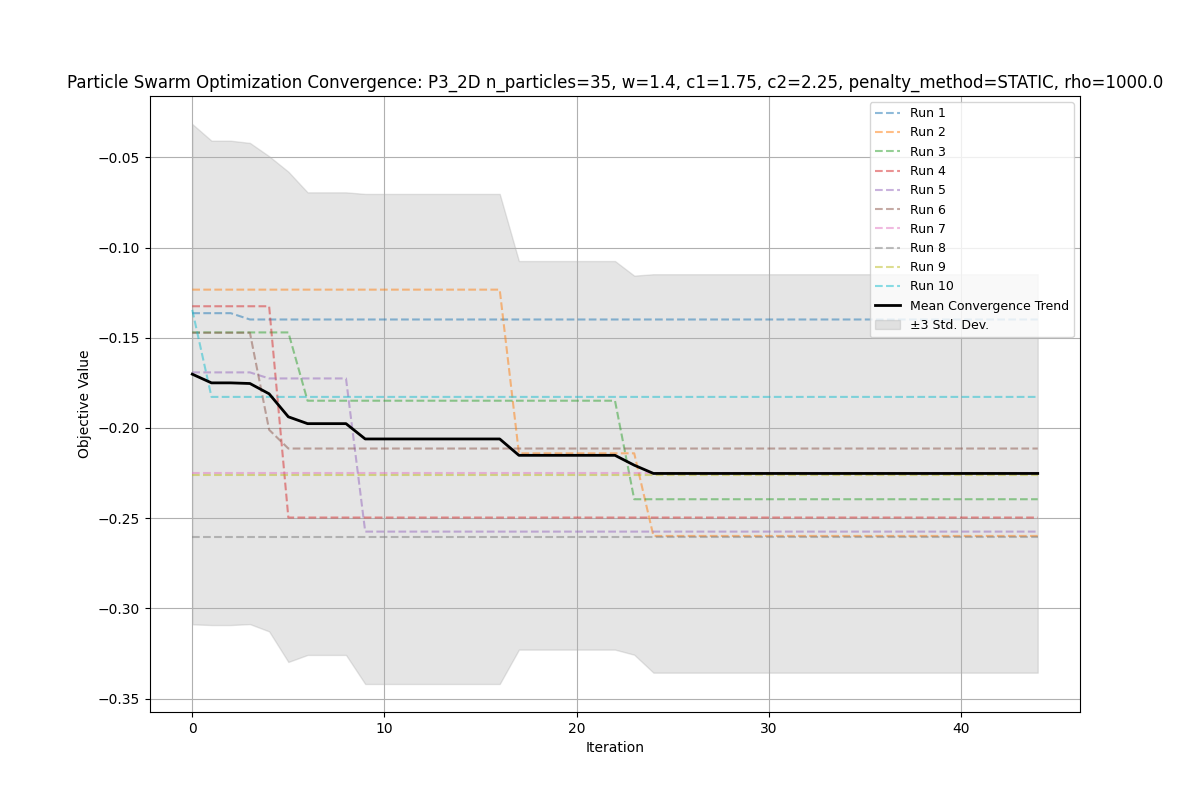 Particle Swarm Optimization Convergence: P3_2D n_particles=35, w=1.4, c1=1.75, c2=2.25, penalty_method=STATIC, rho=1000.0
Run 1
Run 2
Run 3
Run 4
Run 5
Run 6
Run 7
Run 8
Run 9
Run 10
Mean Convergence Trend
±3 Std. Dev.
Objective Value
−0.05
−0.10
−0.15
−0.20
−0.25
−0.30
−0.35
0 10 20 30 40
Iteration